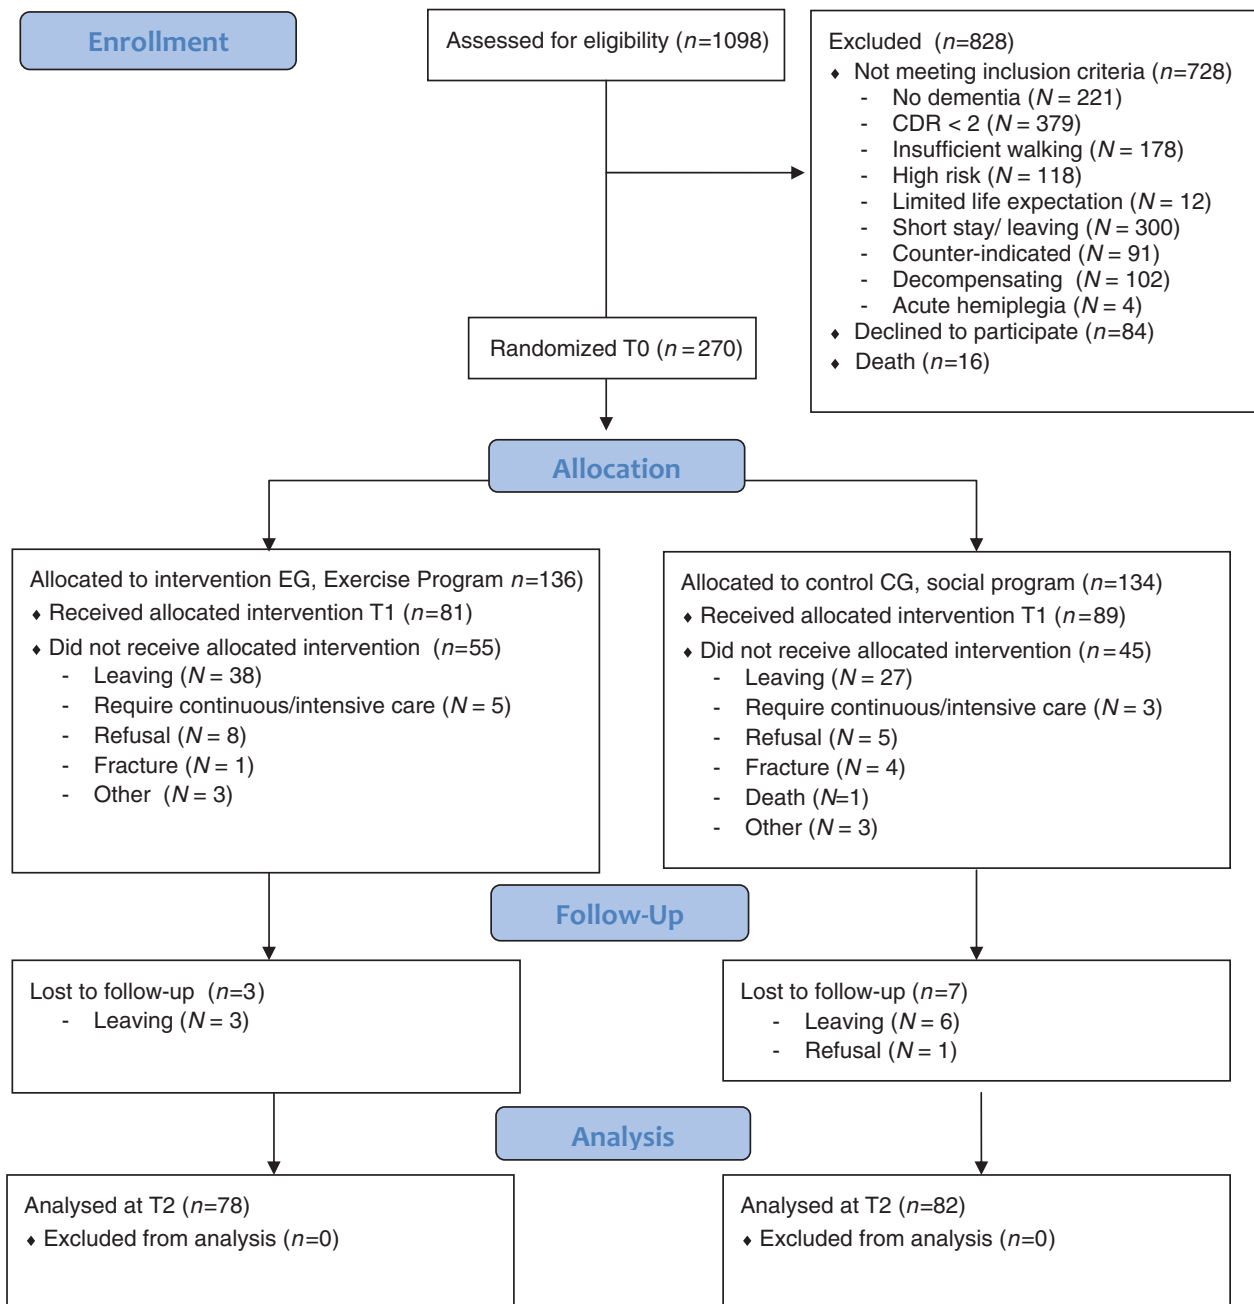 Enrollment
Assessed for eligibility (n=1098)
Excluded (n=828)
♦ Not meeting inclusion criteria (n=728)
- No dementia (N = 221)
- CDR < 2 (N = 379)
- Insufficient walking (N = 178)
- High risk (N = 118)
- Limited life expectation (N = 12)
- Short stay/ leaving (N = 300)
- Counter-indicated (N = 91)
- Decompensating (N = 102)
- Acute hemiplegia (N = 4)
♦ Declined to participate (n=84)
♦ Death (n=16)
Randomized T0 (n = 270)
Allocation
Allocated to intervention EG, Exercise Program n=136)
♦ Received allocated intervention T1 (n=81)
♦ Did not receive allocated intervention (n=55)
- Leaving (N = 38)
- Require continuous/intensive care (N = 5)
- Refusal (N = 8)
- Fracture (N = 1)
- Other (N = 3)
Allocated to control CG, social program (n=134)
♦ Received allocated intervention T1 (n=89)
♦ Did not receive allocated intervention (n = 45)
- Leaving (N = 27)
- Require continuous/intensive care (N = 3)
- Refusal (N = 5)
- Fracture (N = 4)
- Death (N=1)
- Other (N = 3)
Follow-Up
Lost to follow-up (n=3)
- Leaving (N = 3)
Lost to follow-up (n=7)
- Leaving (N = 6)
- Refusal (N = 1)
Analysis
Analysed at T2 (n=78)
♦ Excluded from analysis (n=0)
Analysed at T2 (n=82)
♦ Excluded from analysis (n=0)